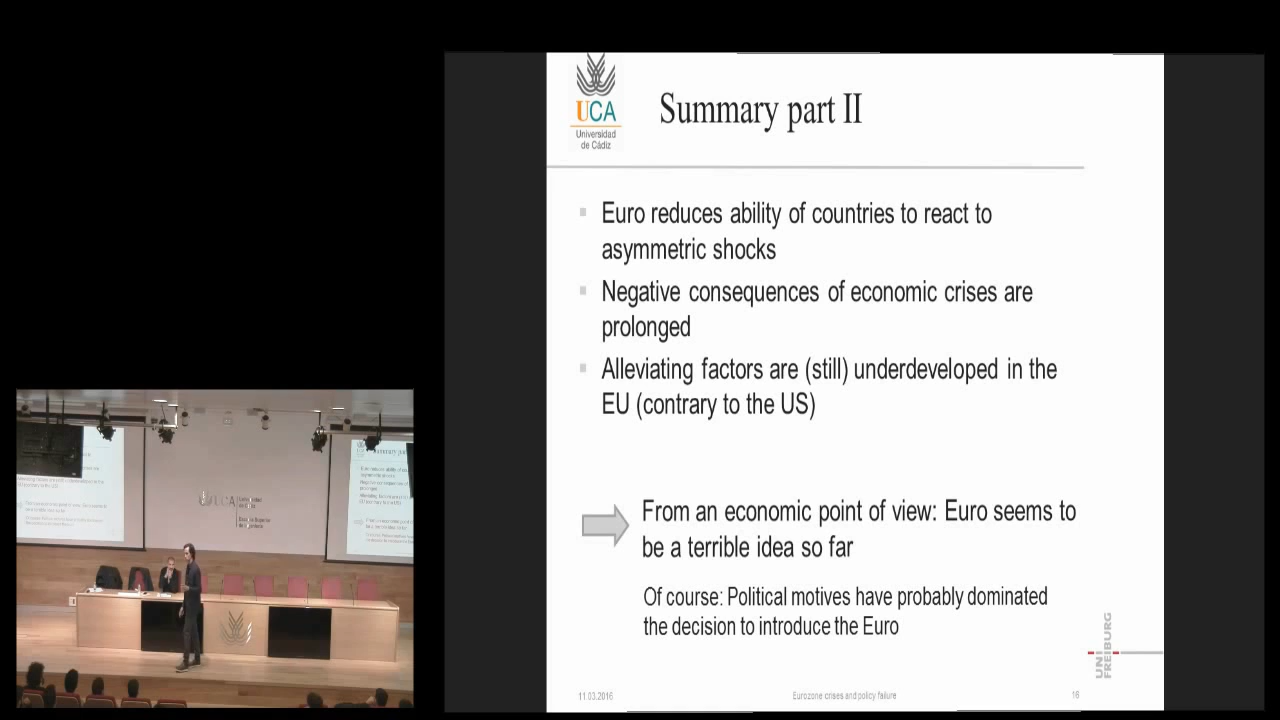 UCA
Universidad
de Cádiz
Summary part II
Euro reduces ability of countries to react to
asymmetric shocks
Negative consequences of economic crises are
prolonged
Alleviating factors are (still) underdeveloped in the
EU (contrary to the US)
From an economic point of view: Euro seems to
be a terrible idea so far
Of course: Political motives have probably dominated
the decision to introduce the Euro
UNI
FREIBURG
11.03.2016
Eurozone crises and policy failure
16
UCA